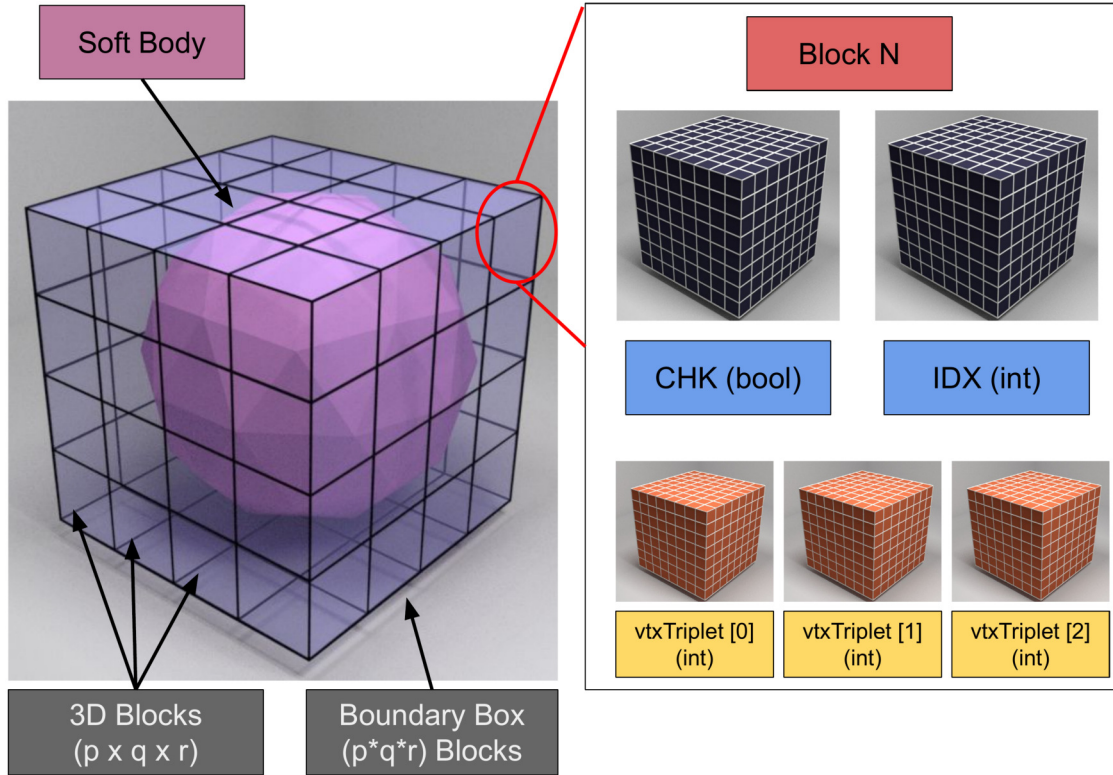 Soft Body
Block N
CHK (bool)
IDX (int)
vtxTriplet [0]
(int)
vtxTriplet [1]
(int)
vtxTriplet [2]
(int)
3D Blocks
(p x q x r)
Boundary Box
(p*q*r) Blocks